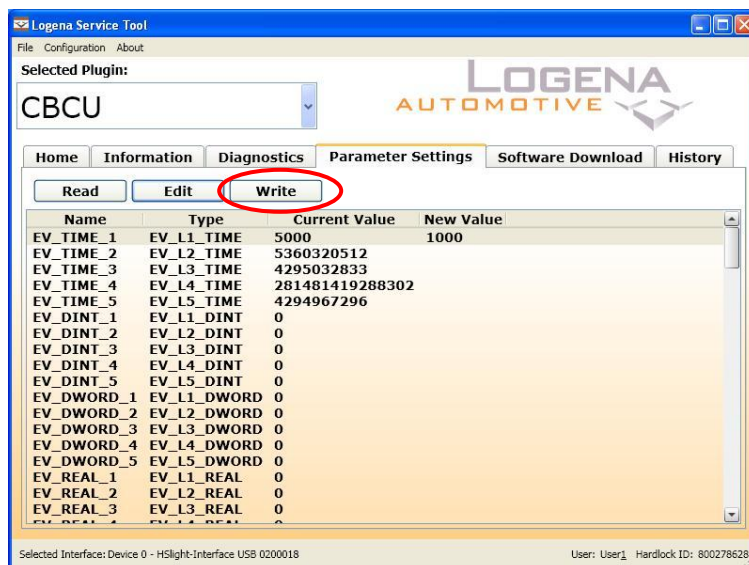 Logena Service Tool
File Configuration About
Selected Plugin:
CBCU
LOGENA
AUTOMOTIVE
Home Information Diagnostics Parameter Settings Software Download History
Read Edit Write
Name Type Current Value New Value
EV_TIME_1 EV_L1_TIME 5000 1000
EV_TIME_2 EV_L2_TIME 5360320512
EV_TIME_3 EV_L3_TIME 4295032833
EV_TIME_4 EV_L4_TIME 281481419288302
EV_TIME_5 EV_L5_TIME 4294967296
EV_DINT_1 EV_L1_DINT 0
EV_DINT_2 EV_L2_DINT 0
EV_DINT_3 EV_L3_DINT 0
EV_DINT_4 EV_L4_DINT 0
EV_DINT_5 EV_L5_DINT 0
EV_DWORD_1 EV_L1_DWORD 0
EV_DWORD_2 EV_L2_DWORD 0
EV_DWORD_3 EV_L3_DWORD 0
EV_DWORD_4 EV_L4_DWORD 0
EV_DWORD_5 EV_L5_DWORD 0
EV_REAL_1 EV_L1_REAL 0
EV_REAL_2 EV_L2_REAL 0
EV_REAL_3 EV_L3_REAL 0
Selected Interface: Device 0 - HSlight-Interface USB 0200018 User: User1 Hardlock ID: 800278628